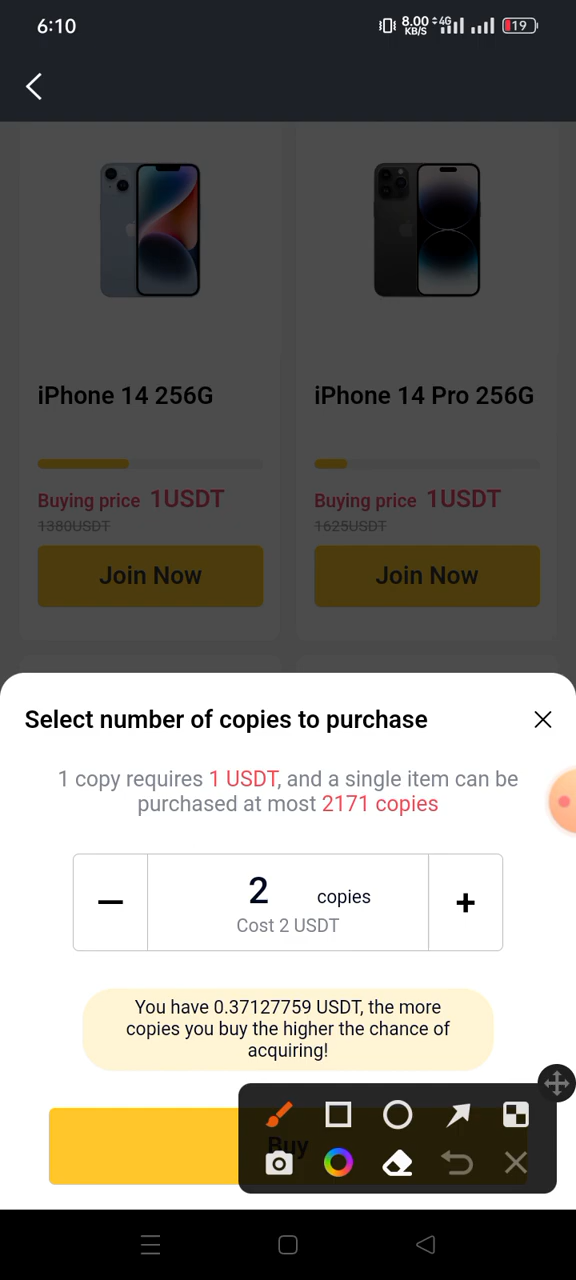 6:10
8.00
KB/S
4G
19
iPhone 14 256G
iPhone 14 Pro 256G
Buying price 1USDT
Buying price 1USDT
1380USDT
1625USDT
Join Now
Join Now
Select number of copies to purchase
1 copy requires 1 USDT, and a single item can be
purchased at most 2171 copies
2 copies
Cost 2 USDT
You have 0.37127759 USDT, the more
copies you buy the higher the chance of
acquiring!
Buy